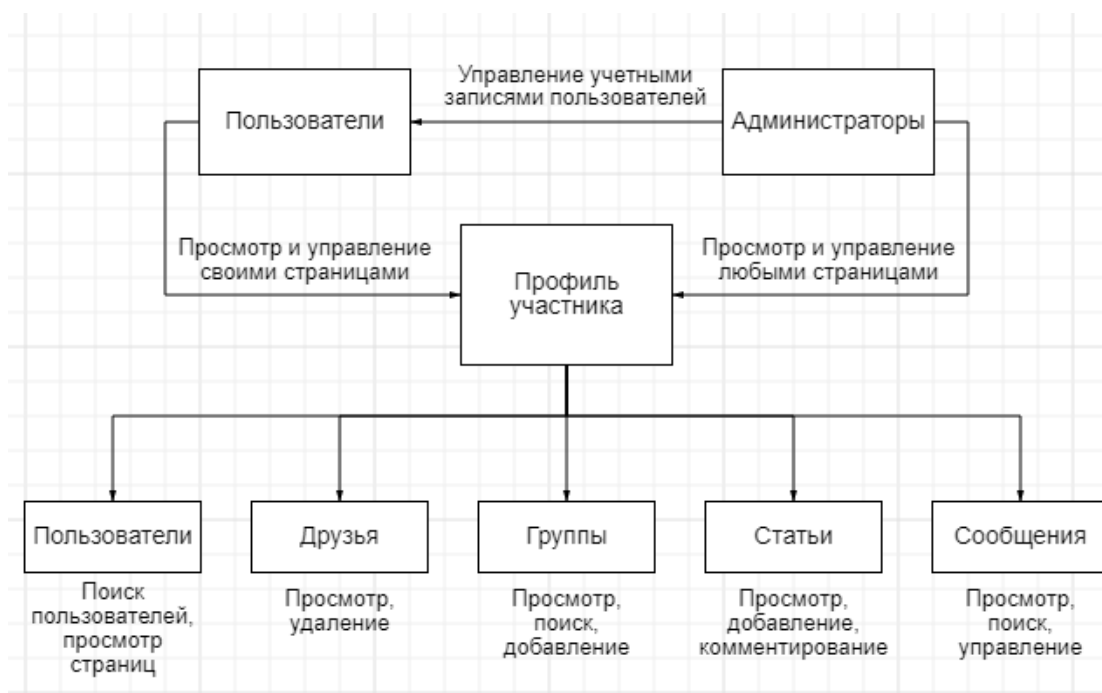 Управление учетными
записями пользователей
Пользователи
Администраторы
Просмотр и управление
своими страницами
Просмотр и управление
любыми страницами
Профиль
участника
Пользователи
Друзья
Группы
Статьи
Сообщения
Поиск
пользователей,
просмотр
страниц
Просмотр,
удаление
Просмотр,
поиск,
добавление
Просмотр,
добавление,
комментирование
Просмотр,
поиск,
управление